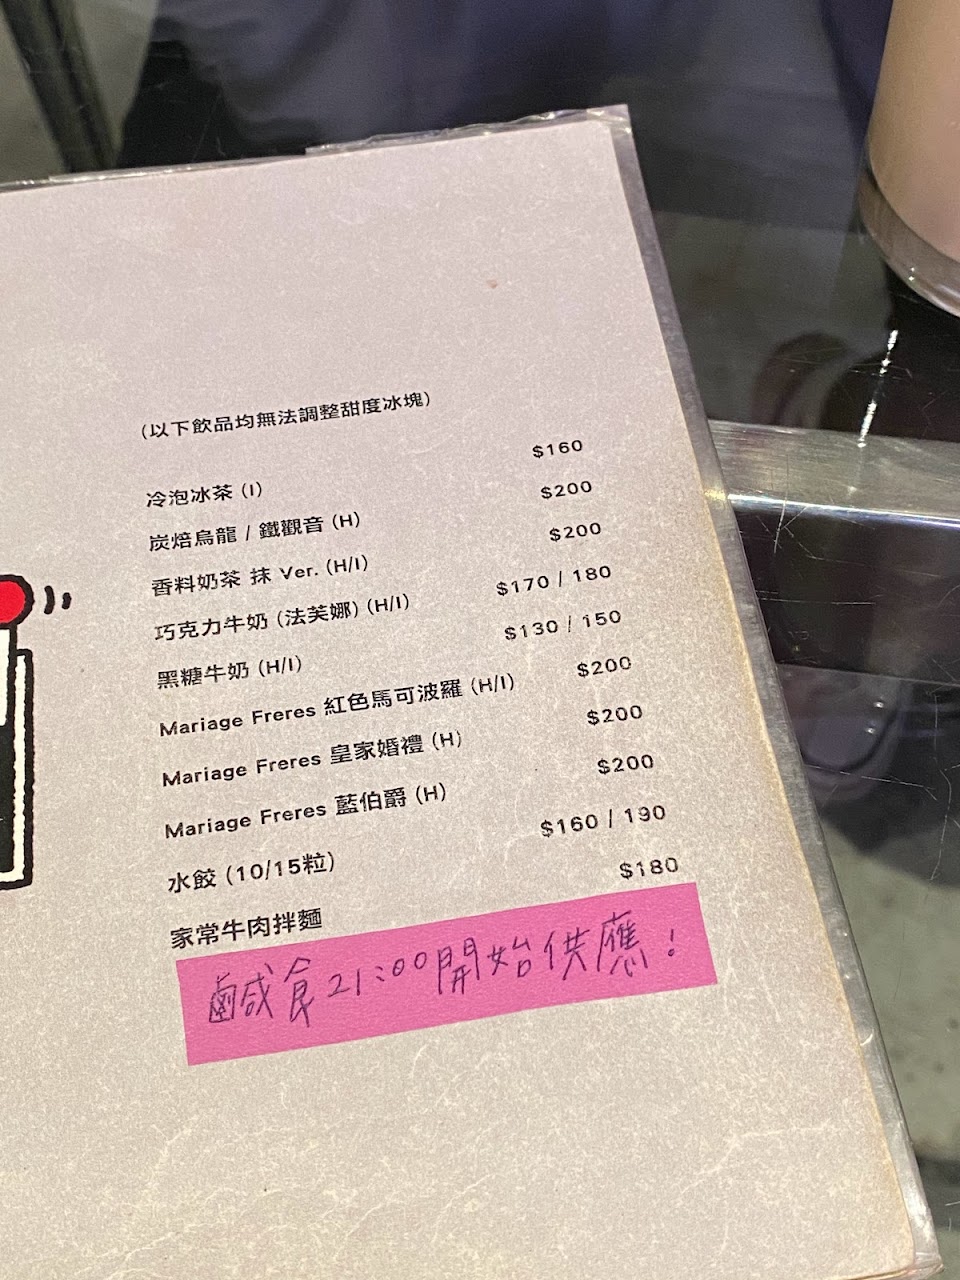 (以下飲品均無法調整甜度冰塊)
冷泡冰茶 (I) $160
炭焙烏龍 / 鐵觀音 (H) $200
香料奶茶 抹 Ver. (H/I) $200
巧克力牛奶 (法芙娜) (H/I) $170 / 180
黑糖牛奶 (H/I) $130 / 150
Mariage Freres 紅色馬可波羅 (H/I) $200
Mariage Freres 皇家婚禮 (H) $200
Mariage Freres 藍伯爵 (H) $200
水餃 (10/15粒) $160 / 190
家常牛肉拌麵 $180
鹹食21:00開始供應!